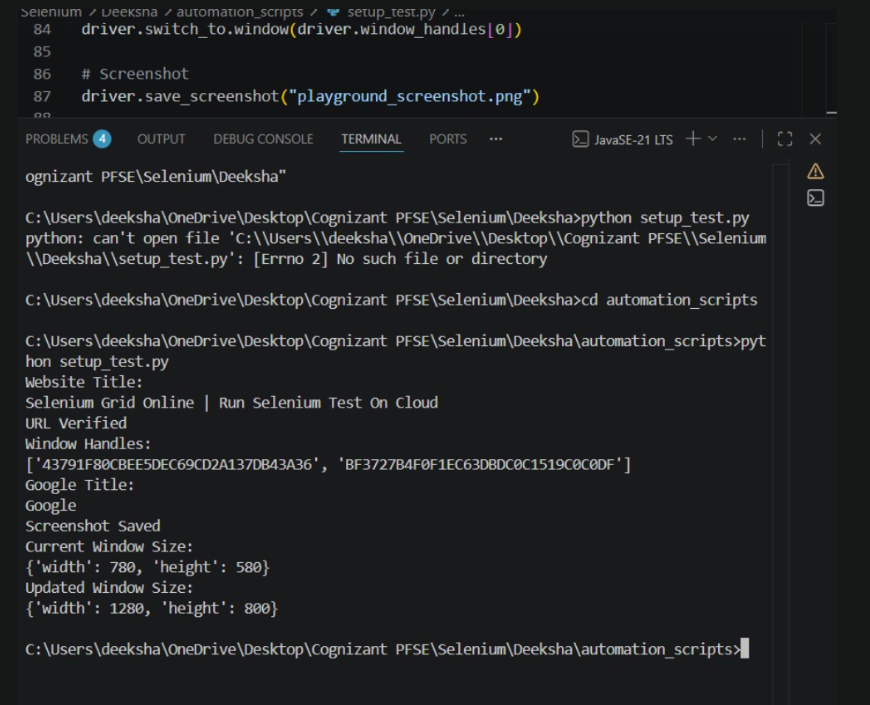 Selenium > Deeksha > automation_scripts > setup_test.py > ...
84 driver.switch_to.window(driver.window_handles[0])
85
86 # Screenshot
87 driver.save_screenshot("playground_screenshot.png")
88
PROBLEMS 4 OUTPUT DEBUG CONSOLE TERMINAL PORTS ... JavaSE-21 LTS
ognizant PFSE\Selenium\Deeksha"
C:\Users\deeksha\OneDrive\Desktop\Cognizant PFSE\Selenium\Deeksha>python setup_test.py
python: can't open file 'C:\\Users\\deeksha\\OneDrive\\Desktop\\Cognizant PFSE\\Selenium
\\Deeksha\\setup_test.py': [Errno 2] No such file or directory
C:\Users\deeksha\OneDrive\Desktop\Cognizant PFSE\Selenium\Deeksha>cd automation_scripts
C:\Users\deeksha\OneDrive\Desktop\Cognizant PFSE\Selenium\Deeksha\automation_scripts>pyt
hon setup_test.py
Website Title:
Selenium Grid Online | Run Selenium Test On Cloud
URL Verified
Window Handles:
['43791F80CBEE5DEC69CD2A137DB43A36', 'BF3727B4F0F1EC63DBDC0C1519C0C0DF']
Google Title:
Google
Screenshot Saved
Current Window Size:
{'width': 780, 'height': 580}
Updated Window Size:
{'width': 1280, 'height': 800}
C:\Users\deeksha\OneDrive\Desktop\Cognizant PFSE\Selenium\Deeksha\automation_scripts>